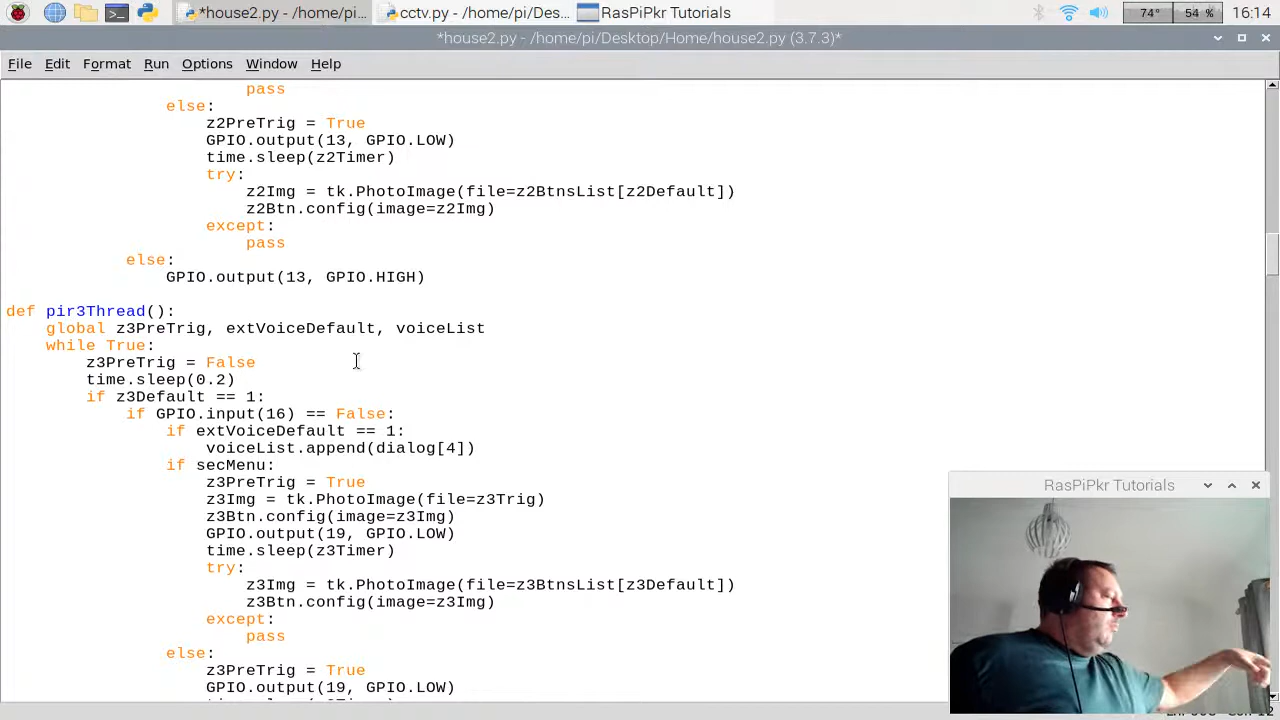 *house2.py - /home/pi... cctv.py - /home/pi/Des... RasPiPkr Tutorials 74° 54 % 16:14
*house2.py - /home/pi/Desktop/Home/house2.py (3.7.3)*
File Edit Format Run Options Window Help
pass
else:
z2PreTrig = True
GPIO.output(13, GPIO.LOW)
time.sleep(z2Timer)
try:
z2Img = tk.PhotoImage(file=z2BtnsList[z2Default])
z2Btn.config(image=z2Img)
except:
pass
else:
GPIO.output(13, GPIO.HIGH)
def pir3Thread():
global z3PreTrig, extVoiceDefault, voiceList
while True:
z3PreTrig = False
time.sleep(0.2)
if z3Default == 1:
if GPIO.input(16) == False:
if extVoiceDefault == 1:
voiceList.append(dialog[4])
if secMenu:
z3PreTrig = True
z3Img = tk.PhotoImage(file=z3Trig)
z3Btn.config(image=z3Img)
GPIO.output(19, GPIO.LOW)
time.sleep(z3Timer)
try:
z3Img = tk.PhotoImage(file=z3BtnsList[z3Default])
z3Btn.config(image=z3Img)
except:
pass
else:
z3PreTrig = True
GPIO.output(19, GPIO.LOW)
RasPiPkr Tutorials